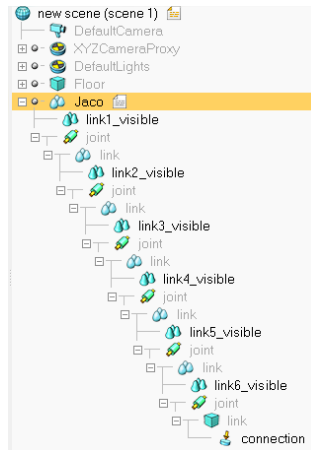 new scene (scene 1)
DefaultCamera
XYZCameraProxy
DefaultLights
Floor
Jaco
link1_visible
joint
link
link2_visible
joint
link
link3_visible
joint
link
link4_visible
joint
link
link5_visible
joint
link
link6_visible
joint
link
connection